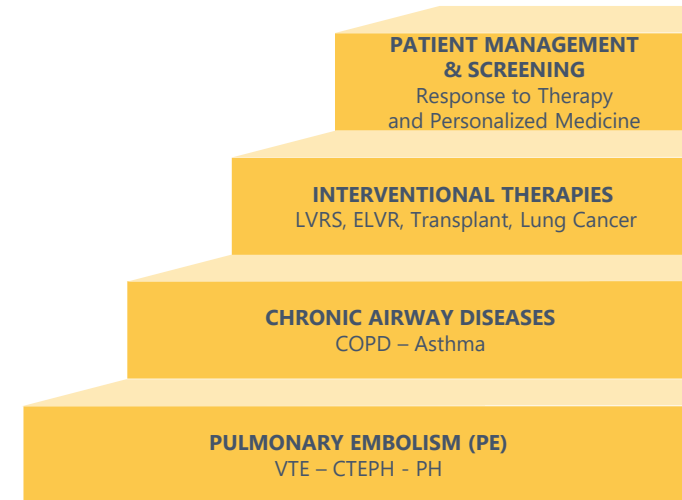 PATIENT MANAGEMENT
& SCREENING
Response to Therapy
and Personalized Medicine
INTERVENTIONAL THERAPIES
LVRS, ELVR, Transplant, Lung Cancer
CHRONIC AIRWAY DISEASES
COPD – Asthma
PULMONARY EMBOLISM (PE)
VTE – CTEPH - PH